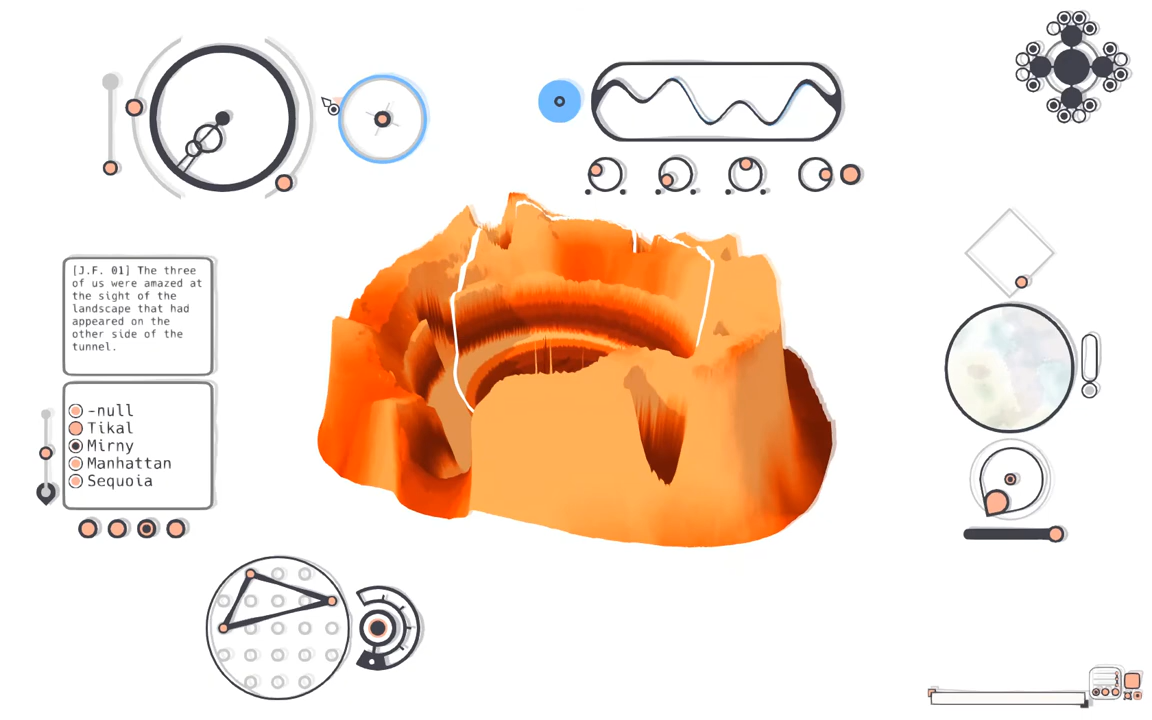 [J.F. 01] The three
of us were amazed at
the sight of the
landscape that had
appeared on the
other side of the
tunnel.
-null
Tikal
Mirny
Manhattan
Sequoia